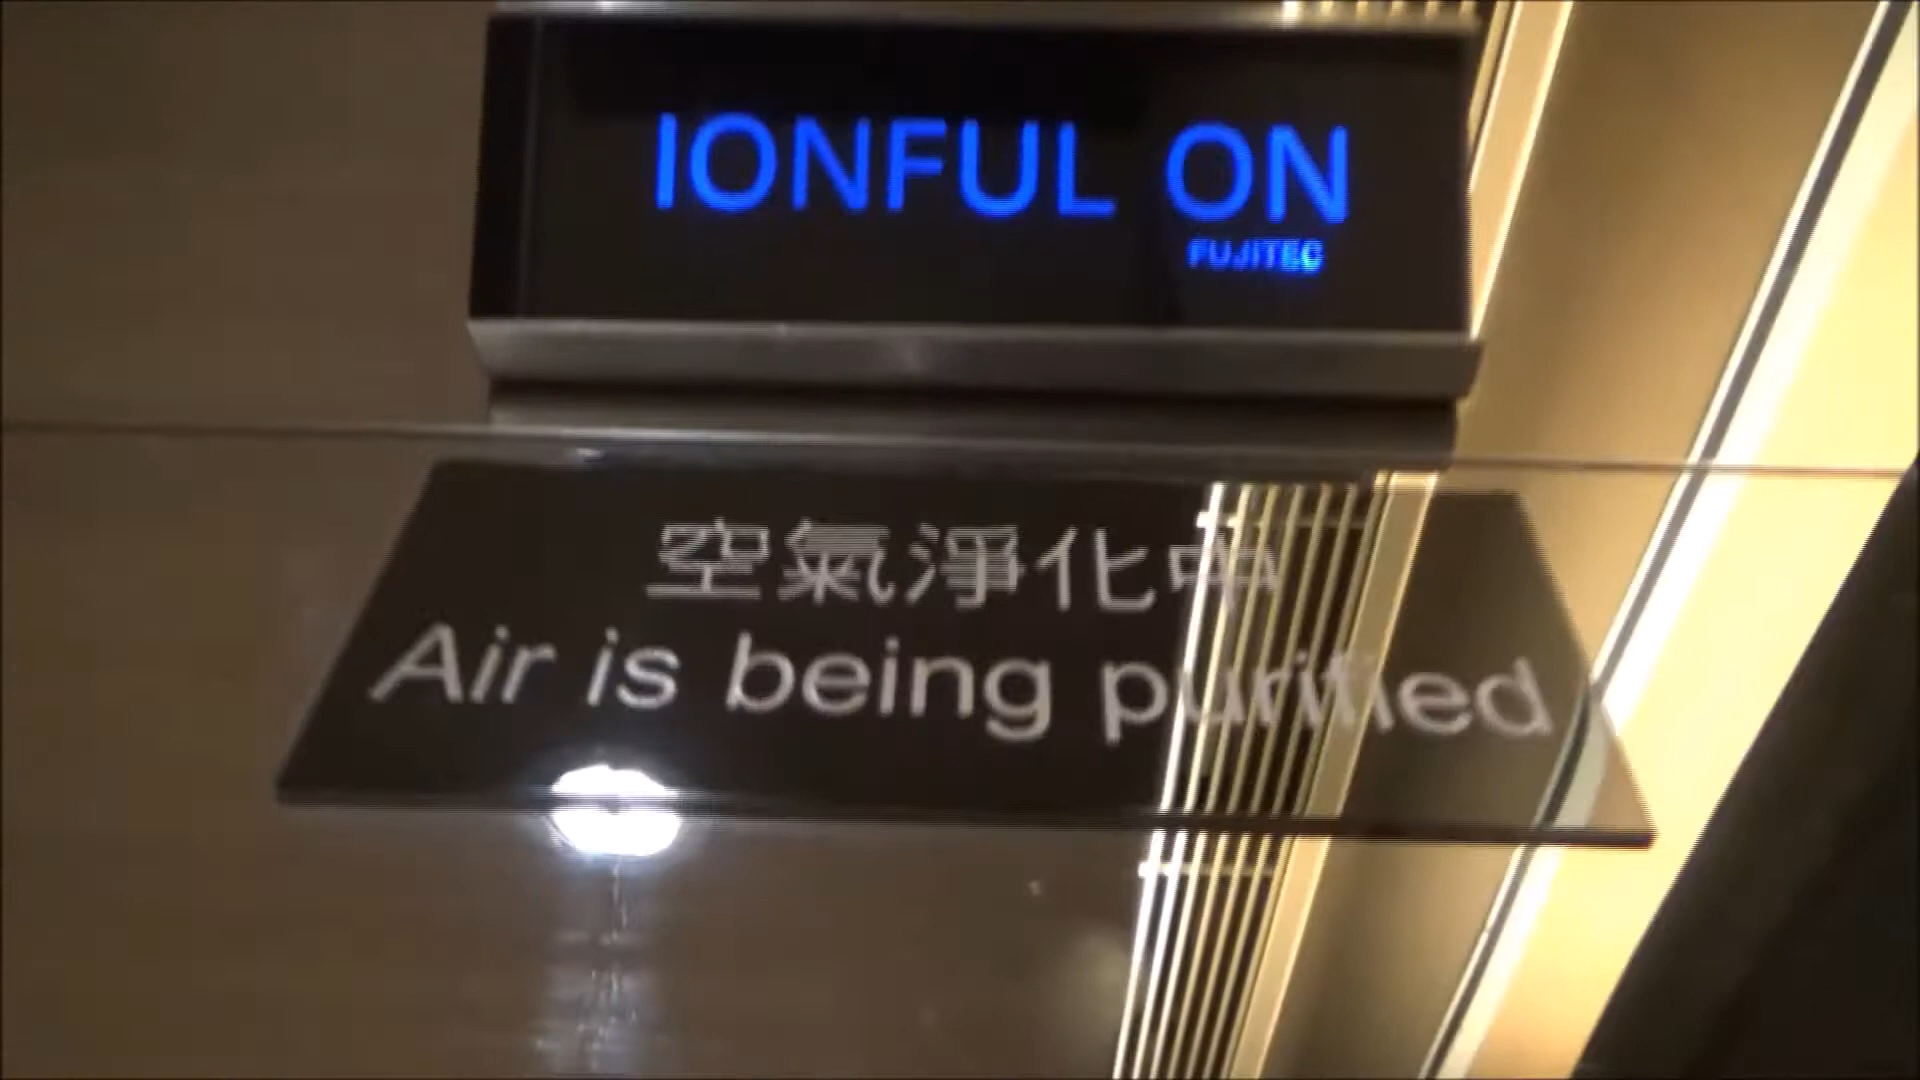 IONFUL ON
FUJITEC
空氣淨化中
Air is being purified